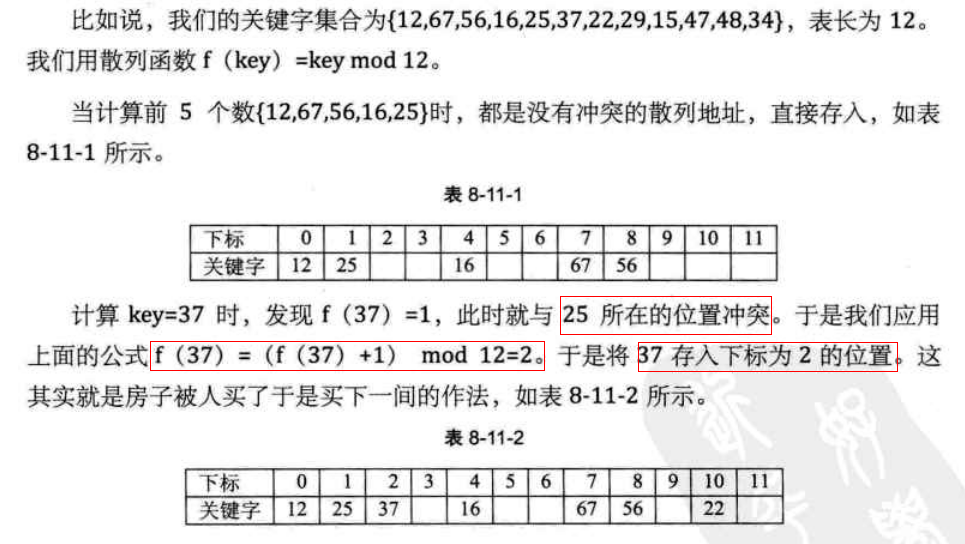 比如说，我们的关键字集合为{12,67,56,16,25,37,22,29,15,47,48,34}，表长为 12。
我们用散列函数 f（key）=key mod 12。
当计算前 5 个数{12,67,56,16,25}时，都是没有冲突的散列地址，直接存入，如表
8-11-1 所示。
表 8-11-1
下标 0 1 2 3 4 5 6 7 8 9 10 11
关键字 12 25 16 67 56
计算 key=37 时，发现 f（37）=1，此时就与 25 所在的位置冲突。于是我们应用
上面的公式 f（37）=（f（37）+1） mod 12=2。于是将 37 存入下标为 2 的位置。这
其实就是房子被人买了于是买下一间的作法，如表 8-11-2 所示。
表 8-11-2
下标 0 1 2 3 4 5 6 7 8 9 10 11
关键字 12 25 37 16 67 56 22